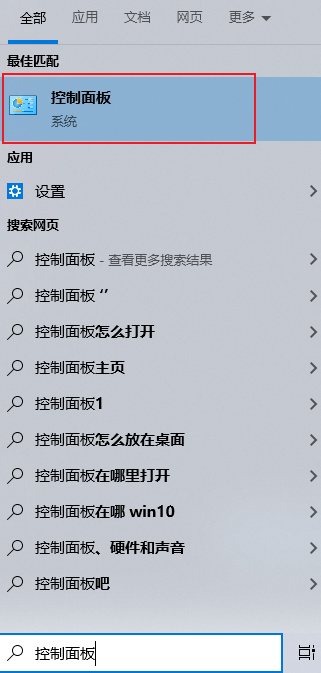 全部 应用 文档 网页 更多
最佳匹配
控制面板
系统
应用
设置
搜索网页
控制面板 - 查看更多搜索结果
控制面板 ‘’
控制面板怎么打开
控制面板主页
控制面板1
控制面板怎么放在桌面
控制面板在哪里打开
控制面板在哪 win10
控制面板、硬件和声音
控制面板吧
控制面板